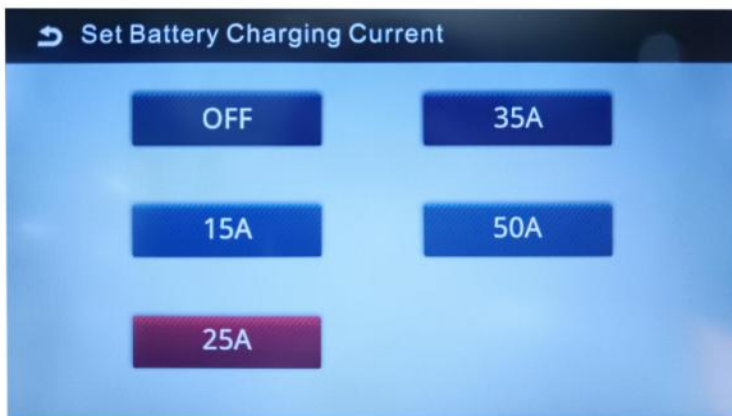 Set Battery Charging Current
OFF
35A
15A
50A
25A